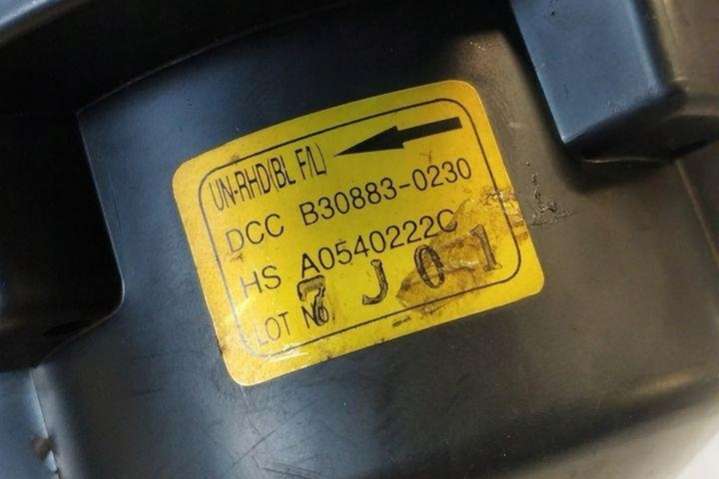 UN-RHD(BL F/L)
DCC B30883-0230
HS A0540222C
LOT No. 7 J 0 1